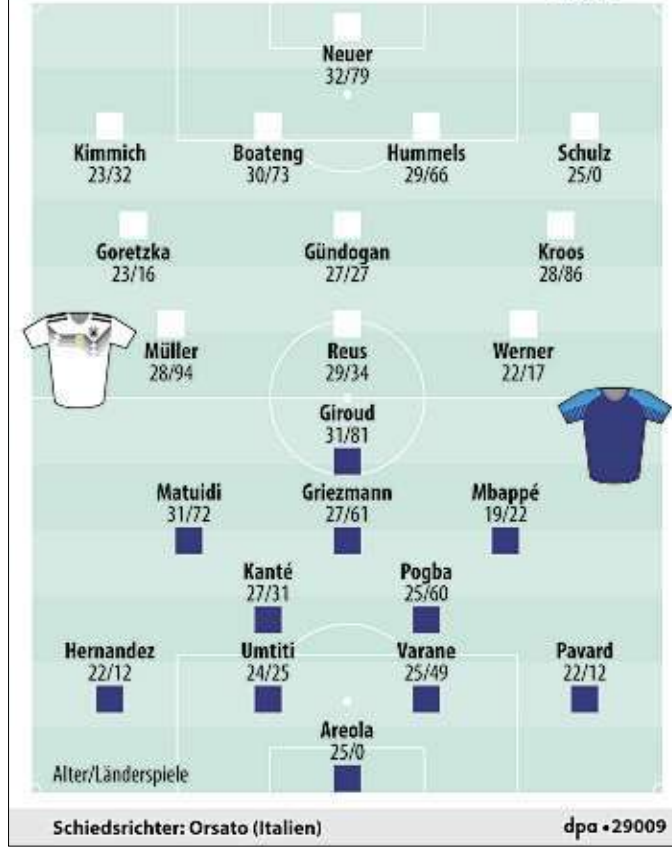 Neuer
32/79
Kimmich Boateng Hummels Schulz
23/32 30/73 29/66 25/0
Goretzka Gündogan Kroos
23/16 27/27 28/86
Müller Reus Werner
28/94 29/34 22/17
Giroud
31/81
Matuidi Griezmann Mbappé
31/72 27/61 19/22
Kanté Pogba
27/31 25/60
Hernandez Umtiti Varane Pavard
22/12 24/25 25/49 22/12
Areola
25/0
Alter/Länderspiele
Schiedsrichter: Orsato (Italien) dpa•29009